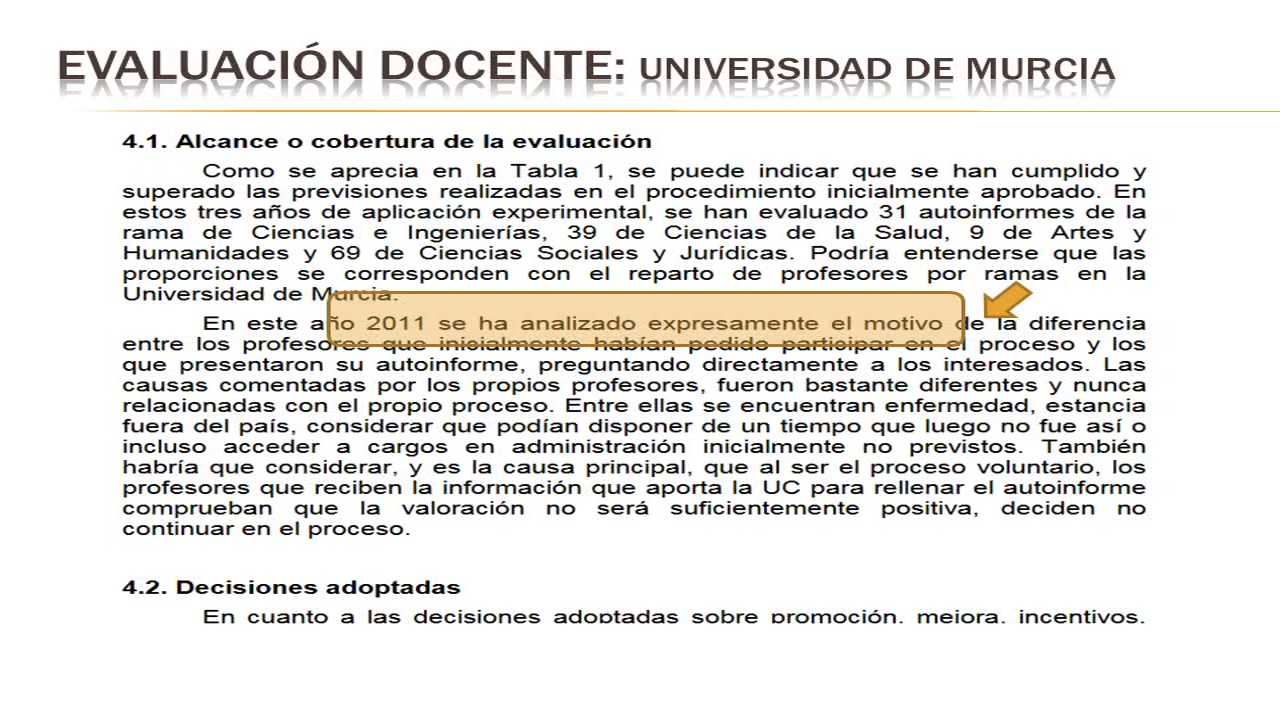 EVALUACIÓN DOCENTE: UNIVERSIDAD DE MURCIA
4.1. Alcance o cobertura de la evaluación
Como se aprecia en la Tabla 1, se puede indicar que se han cumplido y
superado las previsiones realizadas en el procedimiento inicialmente aprobado. En
estos tres años de aplicación experimental, se han evaluado 31 autoinformes de la
rama de Ciencias e Ingenierías, 39 de Ciencias de la Salud, 9 de Artes y
Humanidades y 69 de Ciencias Sociales y Jurídicas. Podría entenderse que las
proporciones se corresponden con el reparto de profesores por ramas en la
Universidad de Murcia.
En este año 2011 se ha analizado expresamente el motivo de la diferencia
entre los profesores que inicialmente habían pedido participar en el proceso y los
que presentaron su autoinforme, preguntando directamente a los interesados. Las
causas comentadas por los propios profesores, fueron bastante diferentes y nunca
relacionadas con el propio proceso. Entre ellas se encuentran enfermedad, estancia
fuera del país, considerar que podían disponer de un tiempo que luego no fue así o
incluso acceder a cargos en administración inicialmente no previstos. También
habría que considerar, y es la causa principal, que al ser el proceso voluntario, los
profesores que reciben la información que aporta la UC para rellenar el autoinforme
comprueban que la valoración no será suficientemente positiva, deciden no
continuar en el proceso.
4.2. Decisiones adoptadas
En cuanto a las decisiones adoptadas sobre promoción, mejora, incentivos,